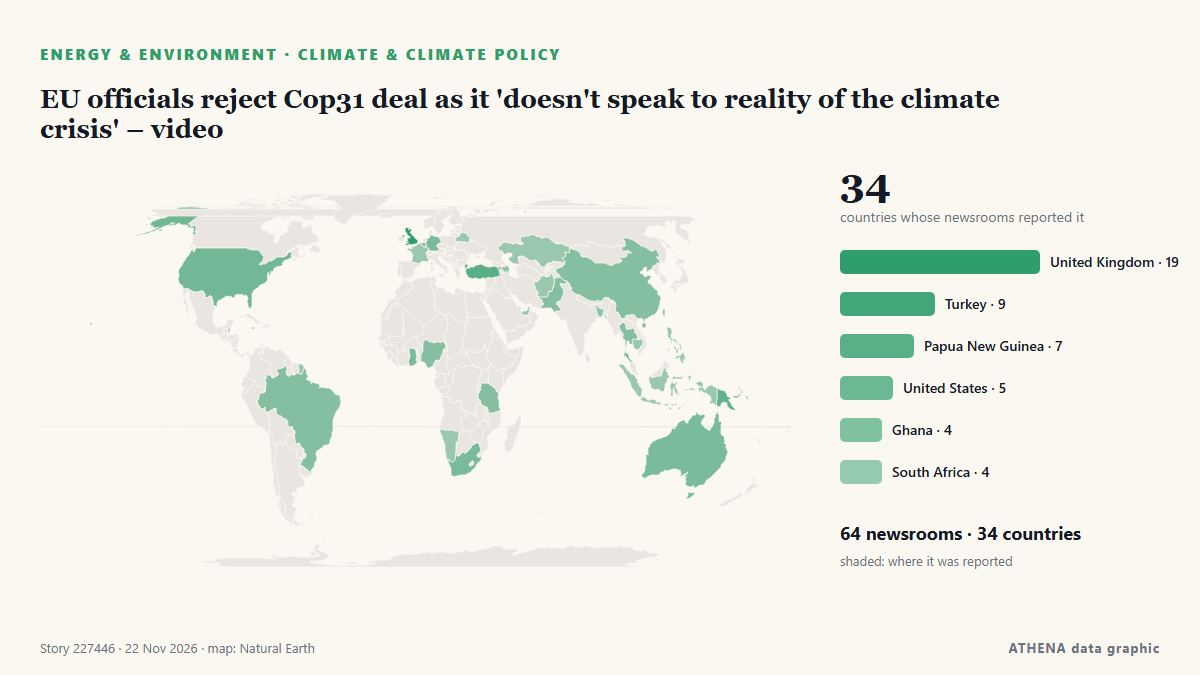 ENERGY & ENVIRONMENT · CLIMATE & CLIMATE POLICY
EU officials reject Cop31 deal as it 'doesn't speak to reality of the climate
crisis' – video
34
countries whose newsrooms reported it
United Kingdom · 19
Turkey · 9
Papua New Guinea · 7
United States · 5
Ghana · 4
South Africa · 4
64 newsrooms · 34 countries
shaded: where it was reported
Story 227446 · 22 Nov 2026 · map: Natural Earth
ATHENA data graphic